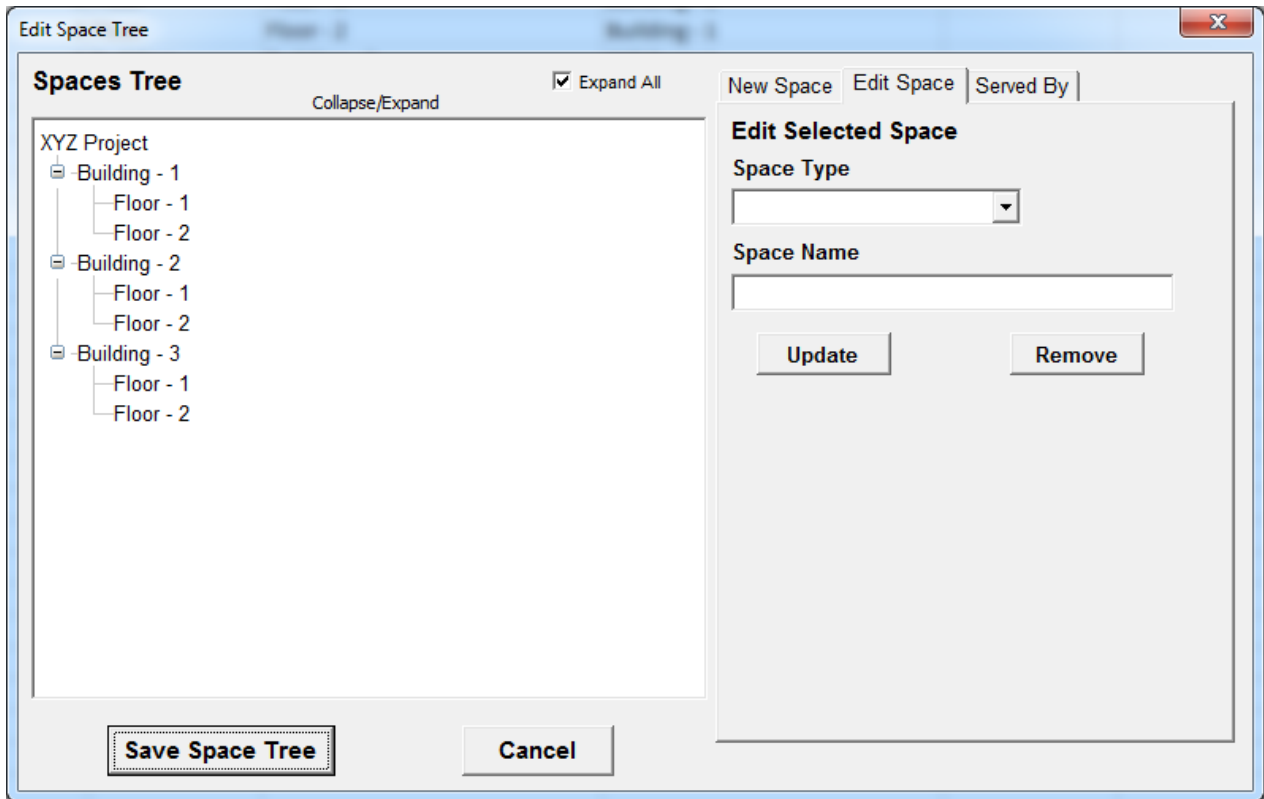 Edit Space Tree
Spaces Tree
Expand All
Collapse/Expand
XYZ Project
Building - 1
Floor - 1
Floor - 2
Building - 2
Floor - 1
Floor - 2
Building - 3
Floor - 1
Floor - 2
Save Space Tree Cancel
New Space Edit Space Served By
Edit Selected Space
Space Type
Space Name
Update Remove